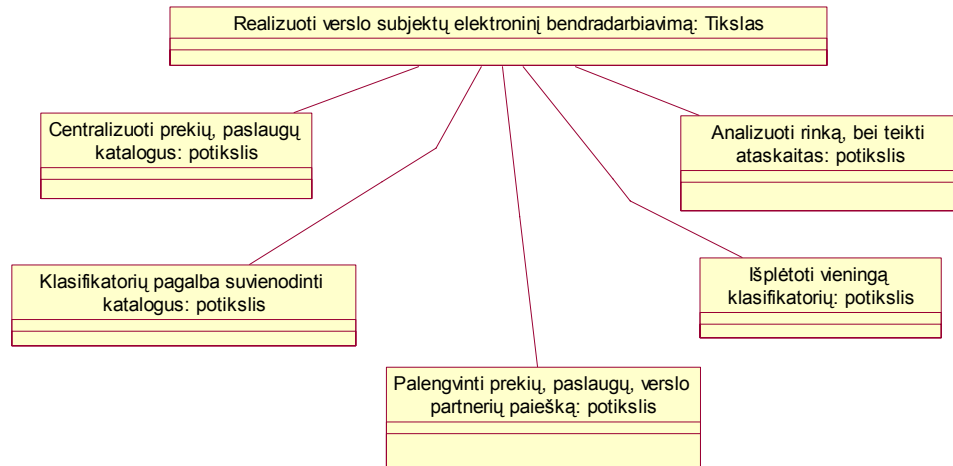 Realizuoti verslo subjektų elektroninį bendradarbiavimą: Tikslas
Centralizuoti prekių, paslaugų
katalogus: potikslis
Analizuoti rinką, bei teikti
ataskaitas: potikslis
Klasifikatorių pagalba suvienodinti
katalogus: potikslis
Išplėtoti vieningą
klasifikatorių: potikslis
Palengvinti prekių, paslaugų, verslo
partnerių paiešką: potikslis